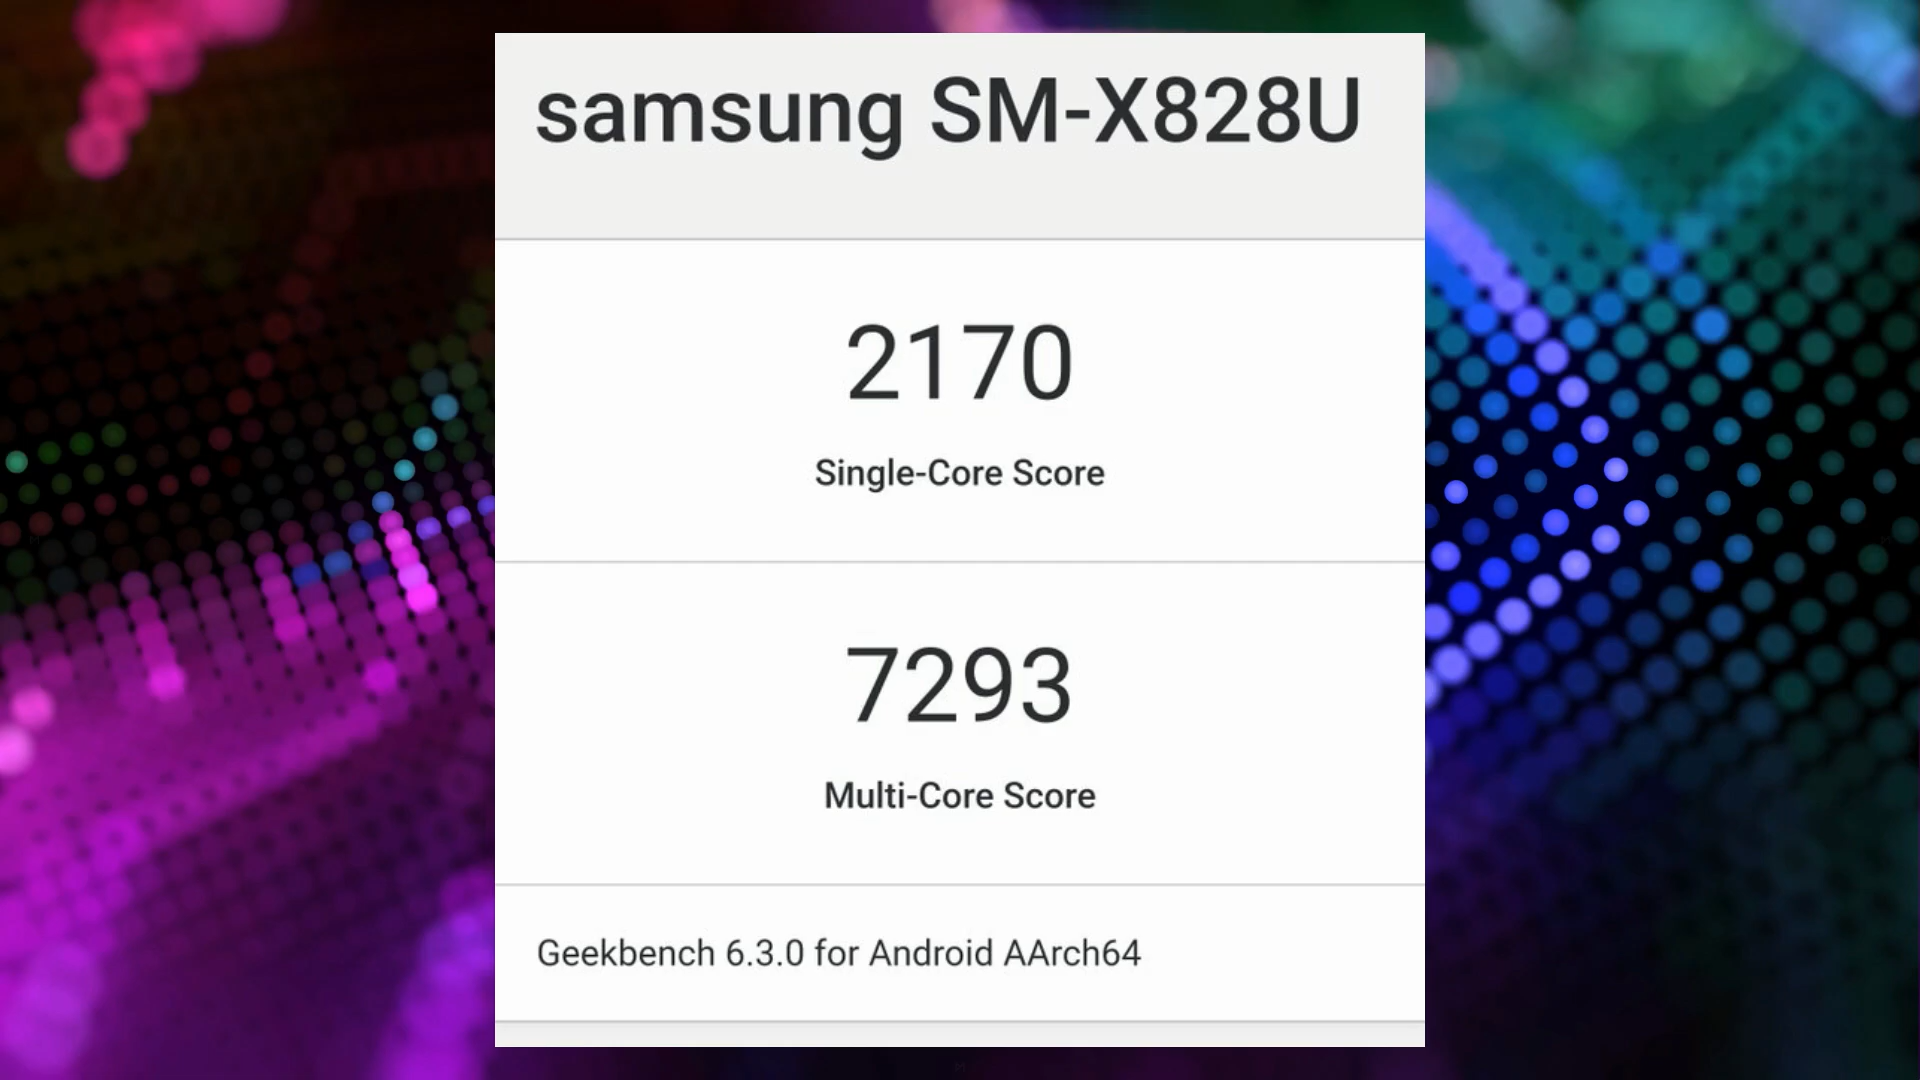 samsung SM-X828U
2170
Single-Core Score
7293
Multi-Core Score
Geekbench 6.3.0 for Android AArch64